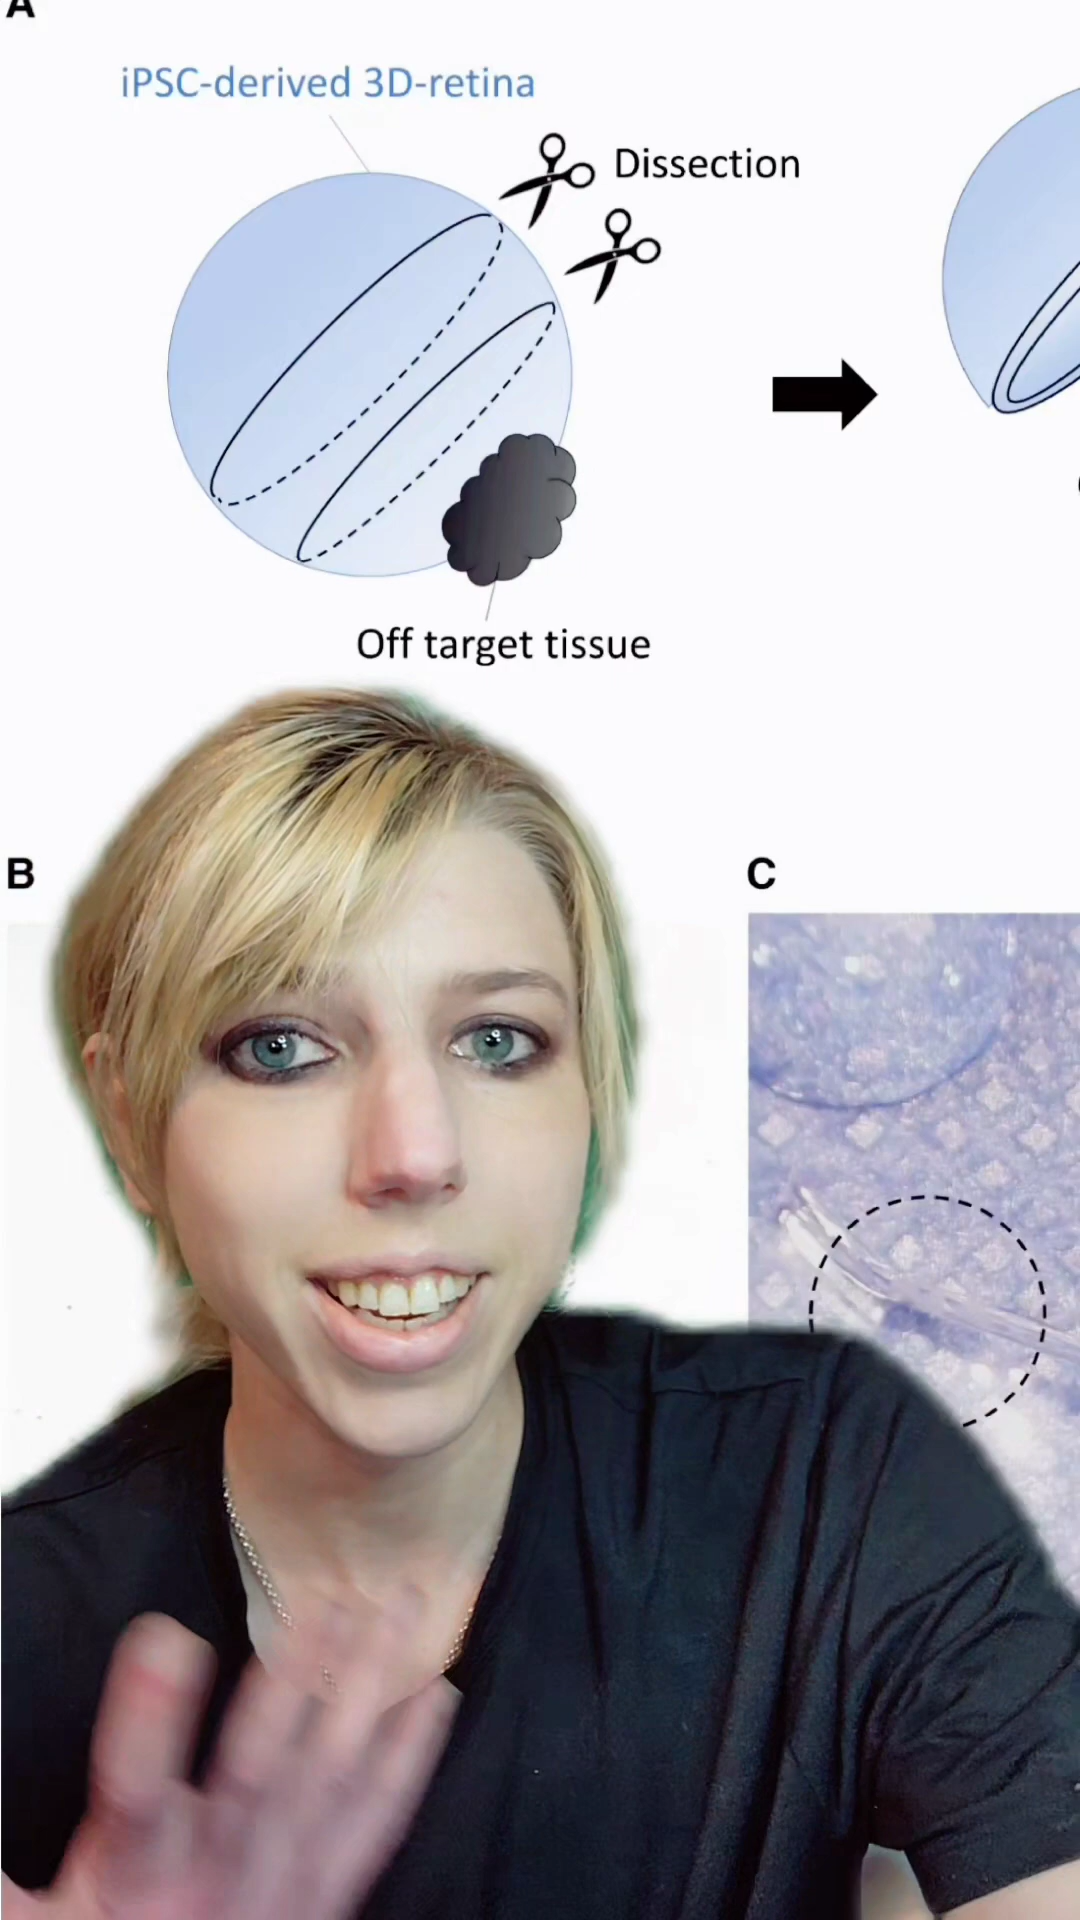 A
iPSC-derived 3D-retina
Dissection
Off target tissue
B
C